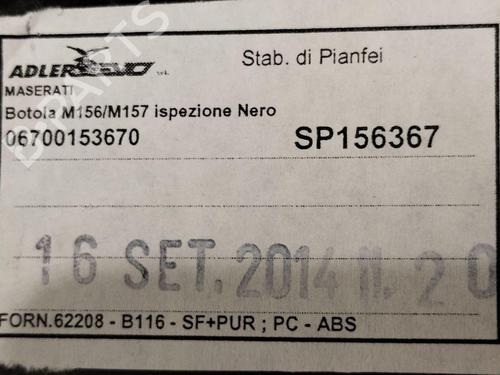 ADLER EVO s.r.l. Stab. di Pianfei
MASERATI
Botola M156/M157 ispezione Nero
06700153670 SP156367
16 SET. 2014 N. 20
FORN.62208 - B116 - SF+PUR ; PC - ABS